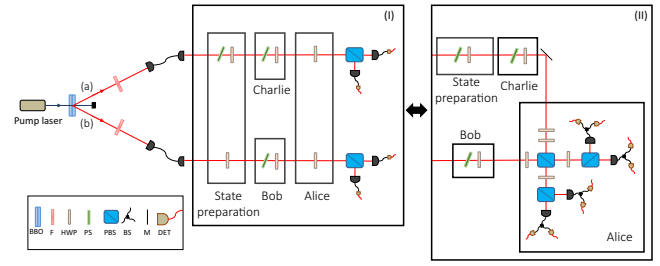 (I)
(II)
(a)
(b)
Pump laser
Charlie
State
preparation
Bob
Alice
State
preparation
Charlie
Bob
Alice
BBO F HWP PS PBS BS M DET